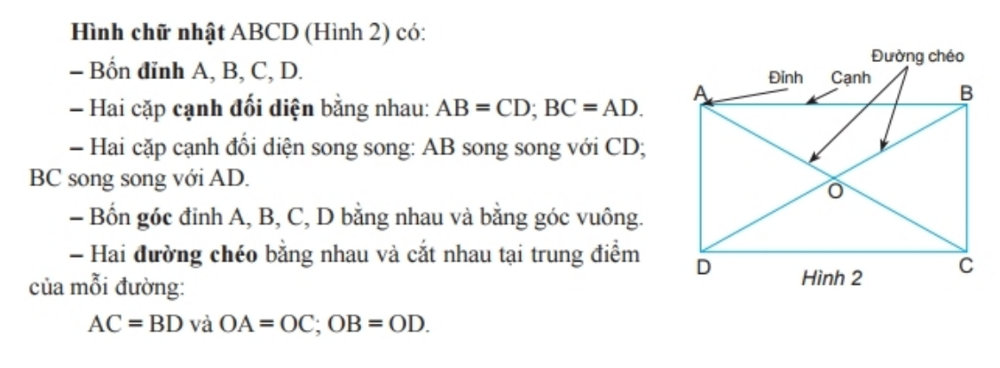 Hình chữ nhật ABCD (Hình 2) có:
– Bốn đỉnh A, B, C, D.
– Hai cặp cạnh đối diện bằng nhau: AB = CD; BC = AD.
– Hai cặp cạnh đối diện song song: AB song song với CD;
BC song song với AD.
– Bốn góc đỉnh A, B, C, D bằng nhau và bằng góc vuông.
– Hai đường chéo bằng nhau và cắt nhau tại trung điểm
của mỗi đường:
AC = BD và OA = OC; OB = OD.
Đường chéo
Đỉnh
Cạnh
A
B
O
D
C
Hình 2